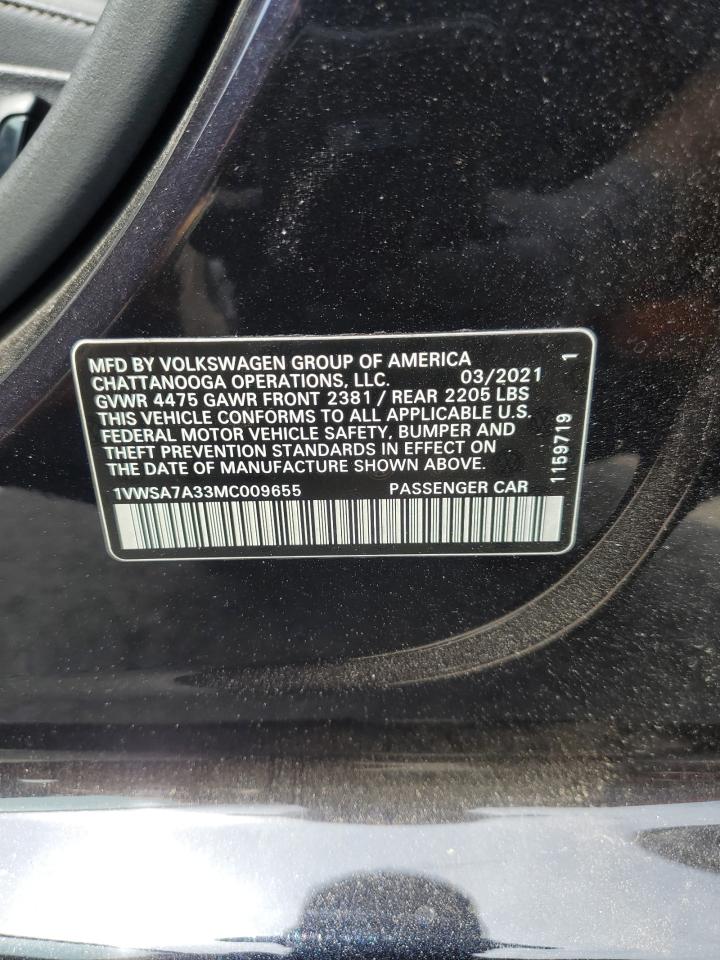 MFD BY VOLKSWAGEN GROUP OF AMERICA
CHATTANOOGA OPERATIONS, LLC. 03/2021
GVWR 4475 GAWR FRONT 2381 / REAR 2205 LBS
THIS VEHICLE CONFORMS TO ALL APPLICABLE U.S.
FEDERAL MOTOR VEHICLE SAFETY, BUMPER AND
THEFT PREVENTION STANDARDS IN EFFECT ON
THE DATE OF MANUFACTURE SHOWN ABOVE.
1VWSA7A33MC009655 PASSENGER CAR
1159719 1